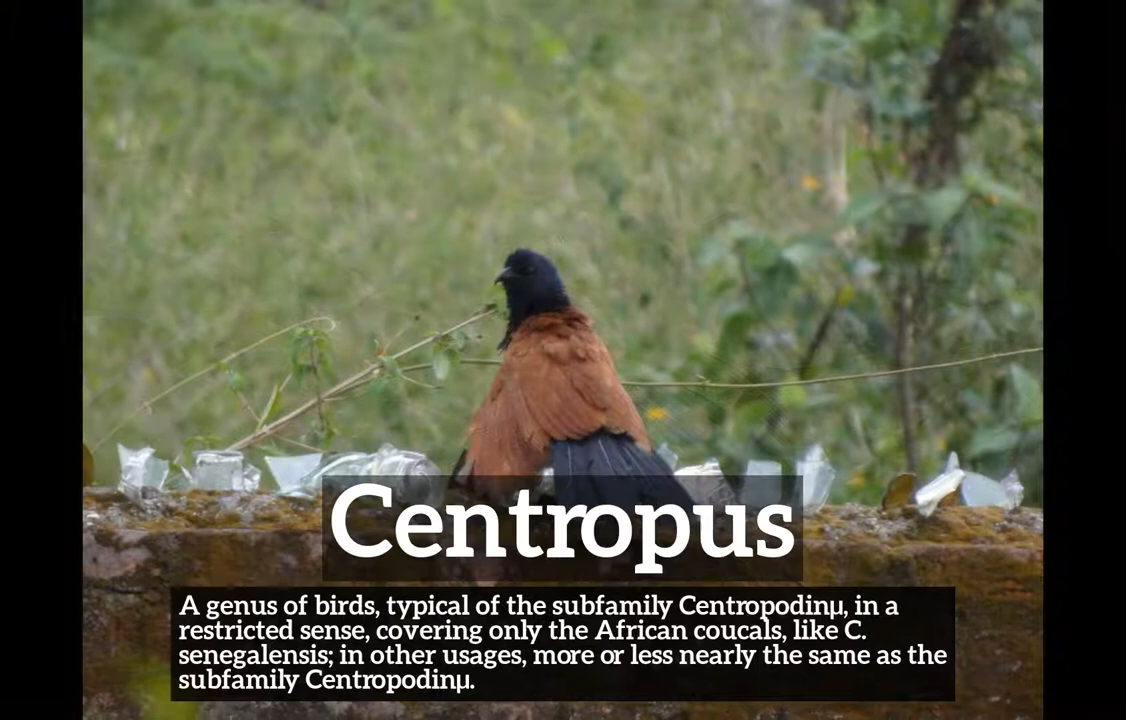 Centropus
A genus of birds, typical of the subfamily Centropodinµ, in a
restricted sense, covering only the African coucals, like C.
senegalensis; in other usages, more or less nearly the same as the
subfamily Centropodinµ.